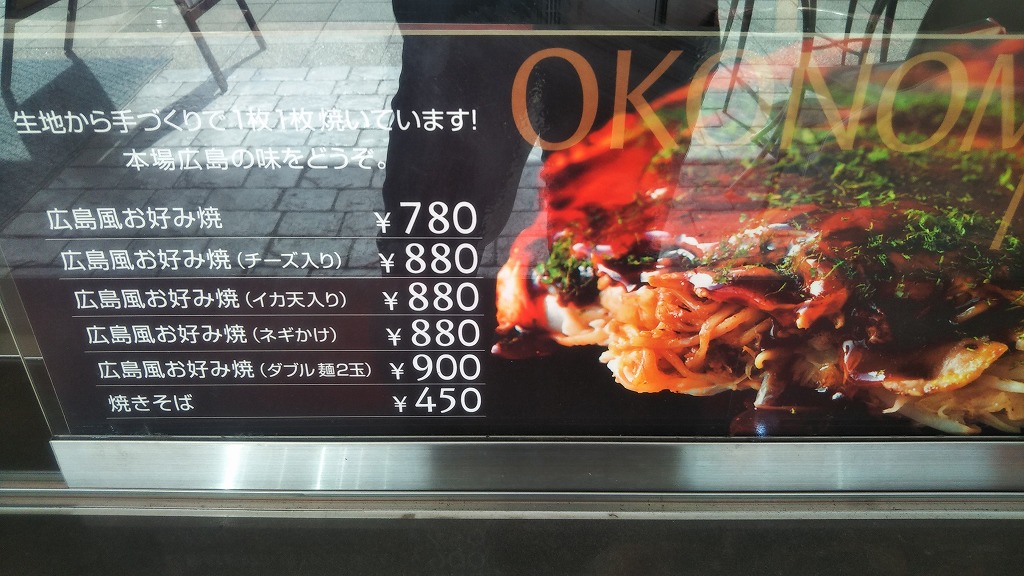 生地から手づくりで1枚1枚焼いています!
本場広島の味をどうぞ。
OKONOM
広島風お好み焼 ¥780
広島風お好み焼(チーズ入り) ¥880
広島風お好み焼(イカ天入り) ¥880
広島風お好み焼(ネギかけ) ¥880
広島風お好み焼(ダブル麺2玉) ¥900
焼きそば ¥450